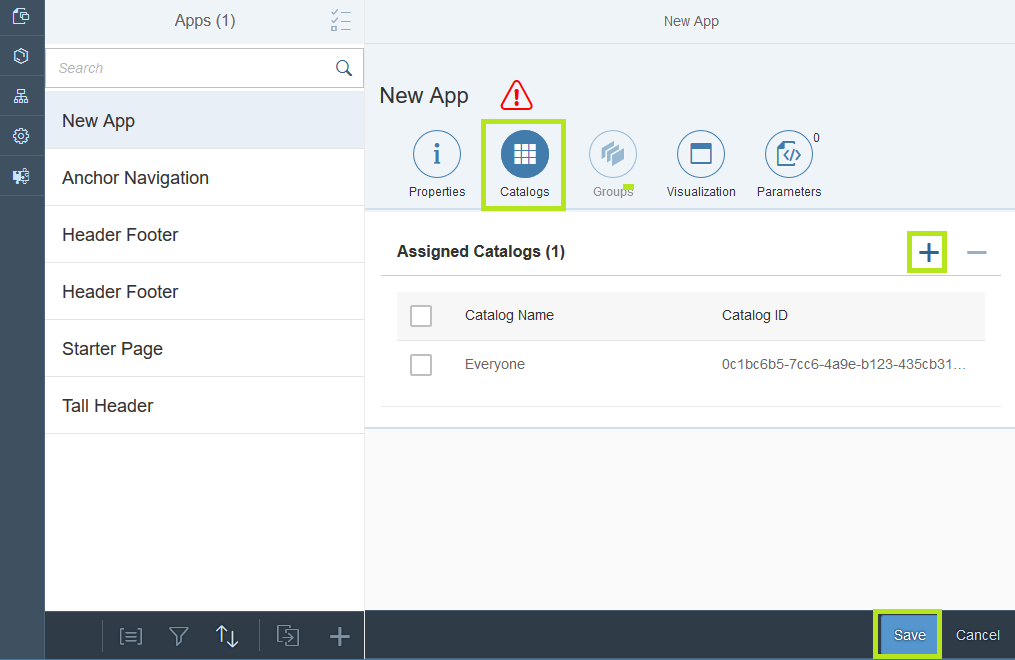 Apps (1)
New App
Search
New App
Anchor Navigation
Header Footer
Header Footer
Starter Page
Tall Header
New App
Properties
Catalogs
Groups
Visualization
0
Parameters
Assigned Catalogs (1)
Catalog Name Catalog ID
Everyone 0c1bc6b5-7cc6-4a9e-b123-435cb31...
Save Cancel